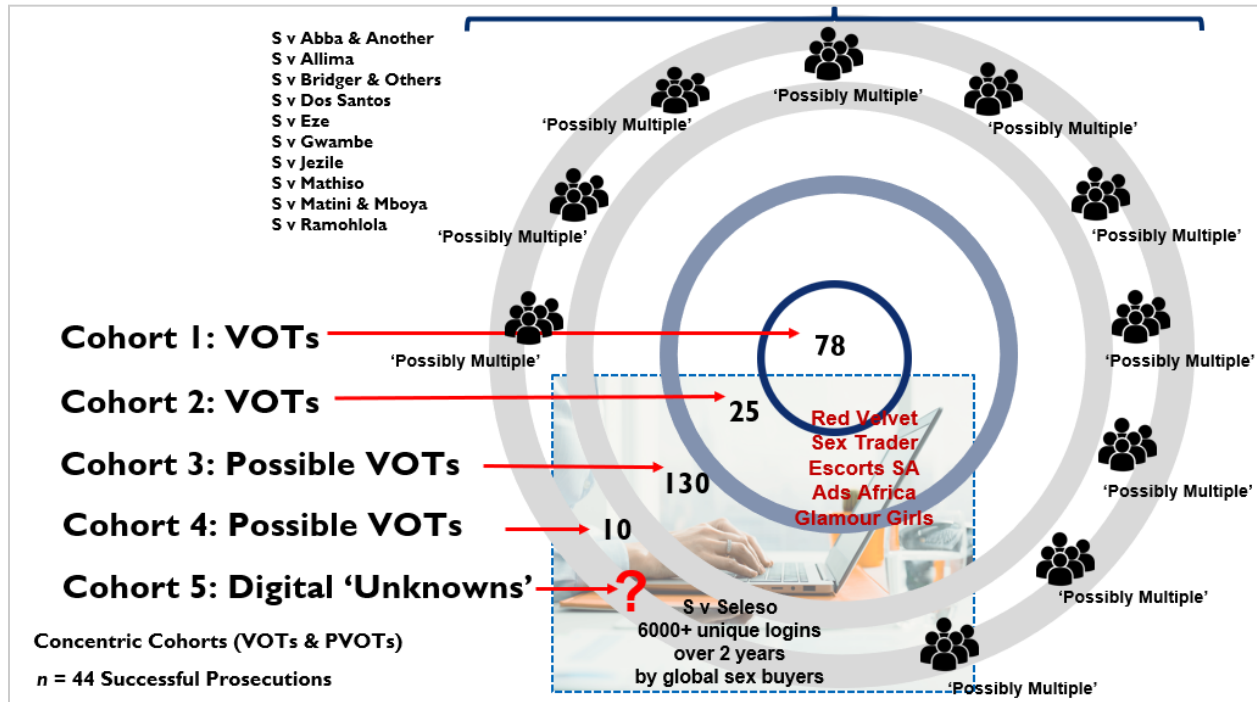 S v Abba & Another
S v Allima
S v Bridger & Others
S v Dos Santos
S v Eze
S v Gwambe
S v Jezile
S v Mathiso
S v Matini & Mboya
S v Ramohlola
'Possibly Multiple'
'Possibly Multiple'
'Possibly Multiple'
'Possibly Multiple'
'Possibly Multiple'
'Possibly Multiple'
'Possibly Multiple'
'Possibly Multiple'
'Possibly Multiple'
'Possibly Multiple'
'Possibly Multiple'
Cohort 1: VOTs
78
Cohort 2: VOTs
25
Cohort 3: Possible VOTs
130
Cohort 4: Possible VOTs
10
Cohort 5: Digital 'Unknowns'
?
Red Velvet
Sex Trader
Escorts SA
Ads Africa
Glamour Girls
S v Seleso
6000+ unique logins
over 2 years
by global sex buyers
Concentric Cohorts (VOTs & PVOTs)
n = 44 Successful Prosecutions